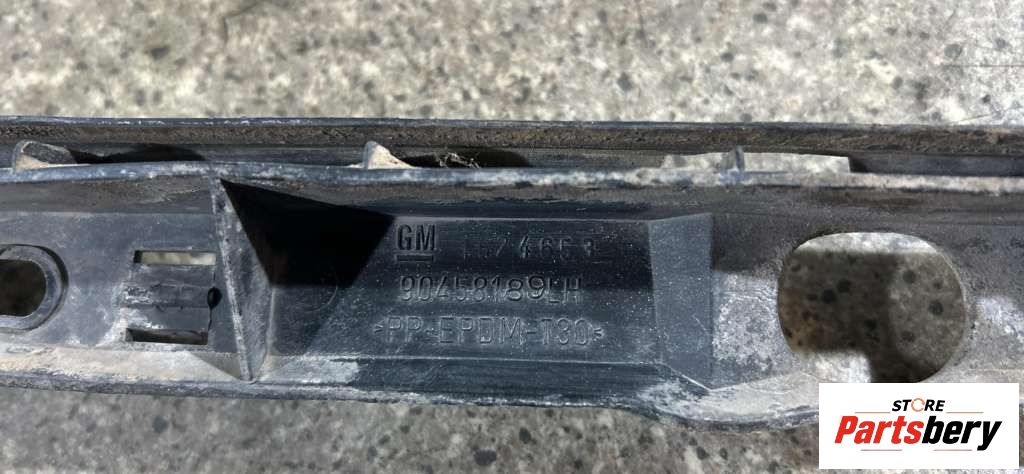 GM
90458189LH
>PP-EPDM-T30<
STORE
Partsbery